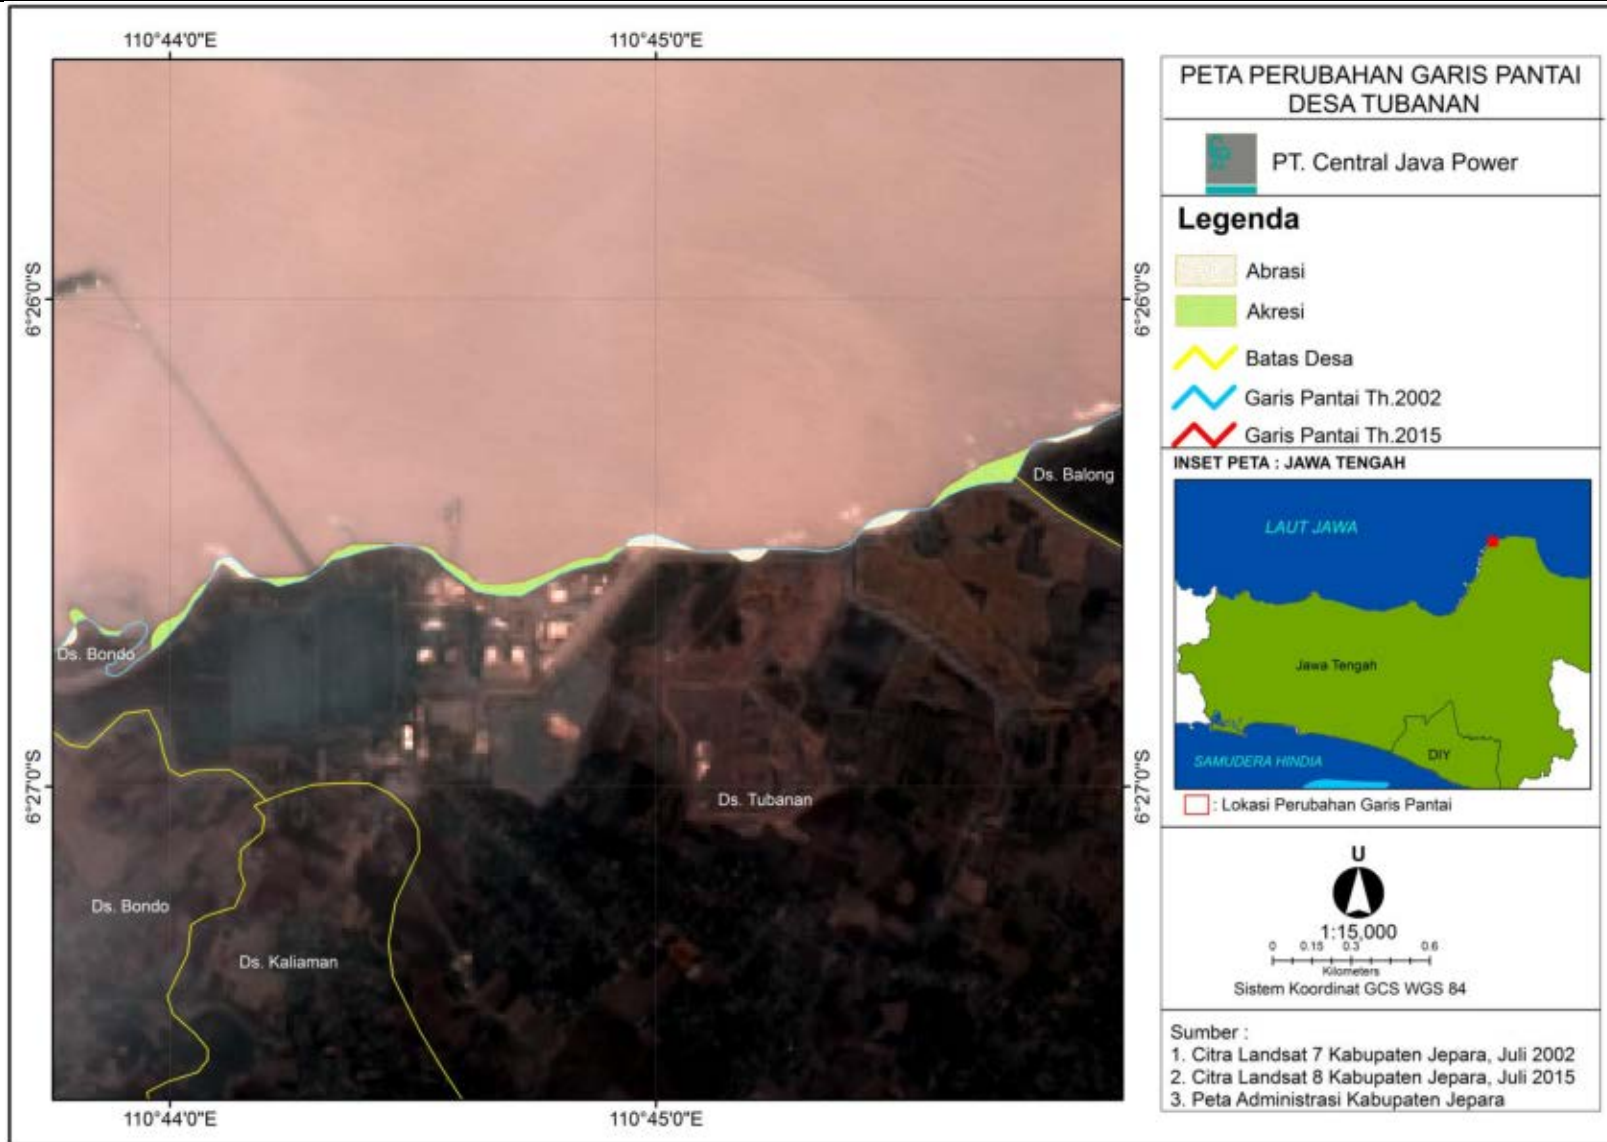 110°44'0"E
110°45'0"E
6°26'0"S
6°26'0"S
Ds. Balong
Ds. Bondo
6°27'0"S
6°27'0"S
Ds. Tubanan
Ds. Bondo
Ds. Kaliaman
110°44'0"E
110°45'0"E
PETA PERUBAHAN GARIS PANTAI
DESA TUBANAN
PT. Central Java Power
Legenda
Abrasi
Akresi
Batas Desa
Garis Pantai Th.2002
Garis Pantai Th.2015
INSET PETA : JAWA TENGAH
LAUT JAWA
Jawa Tengah
DIY
SAMUDERA HINDIA
: Lokasi Perubahan Garis Pantai
U
1:15,000
0 0.15 0.3 0.6
Kilometers
Sistem Koordinat GCS WGS 84
Sumber :
1. Citra Landsat 7 Kabupaten Jepara, Juli 2002
2. Citra Landsat 8 Kabupaten Jepara, Juli 2015
3. Peta Administrasi Kabupaten Jepara